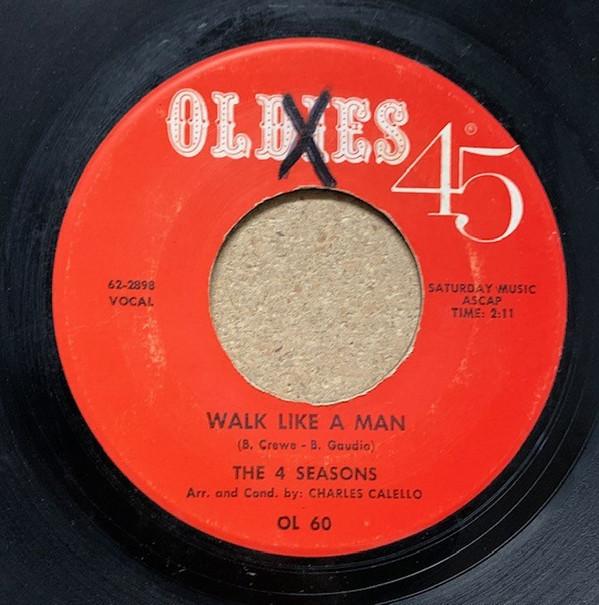 OLDIES 45®
X
62-2898
VOCAL
SATURDAY MUSIC
ASCAP
TIME: 2:11
WALK LIKE A MAN
(B. Crewe - B. Gaudio)
THE 4 SEASONS
Arr. and Cond. by: CHARLES CALELLO
OL 60